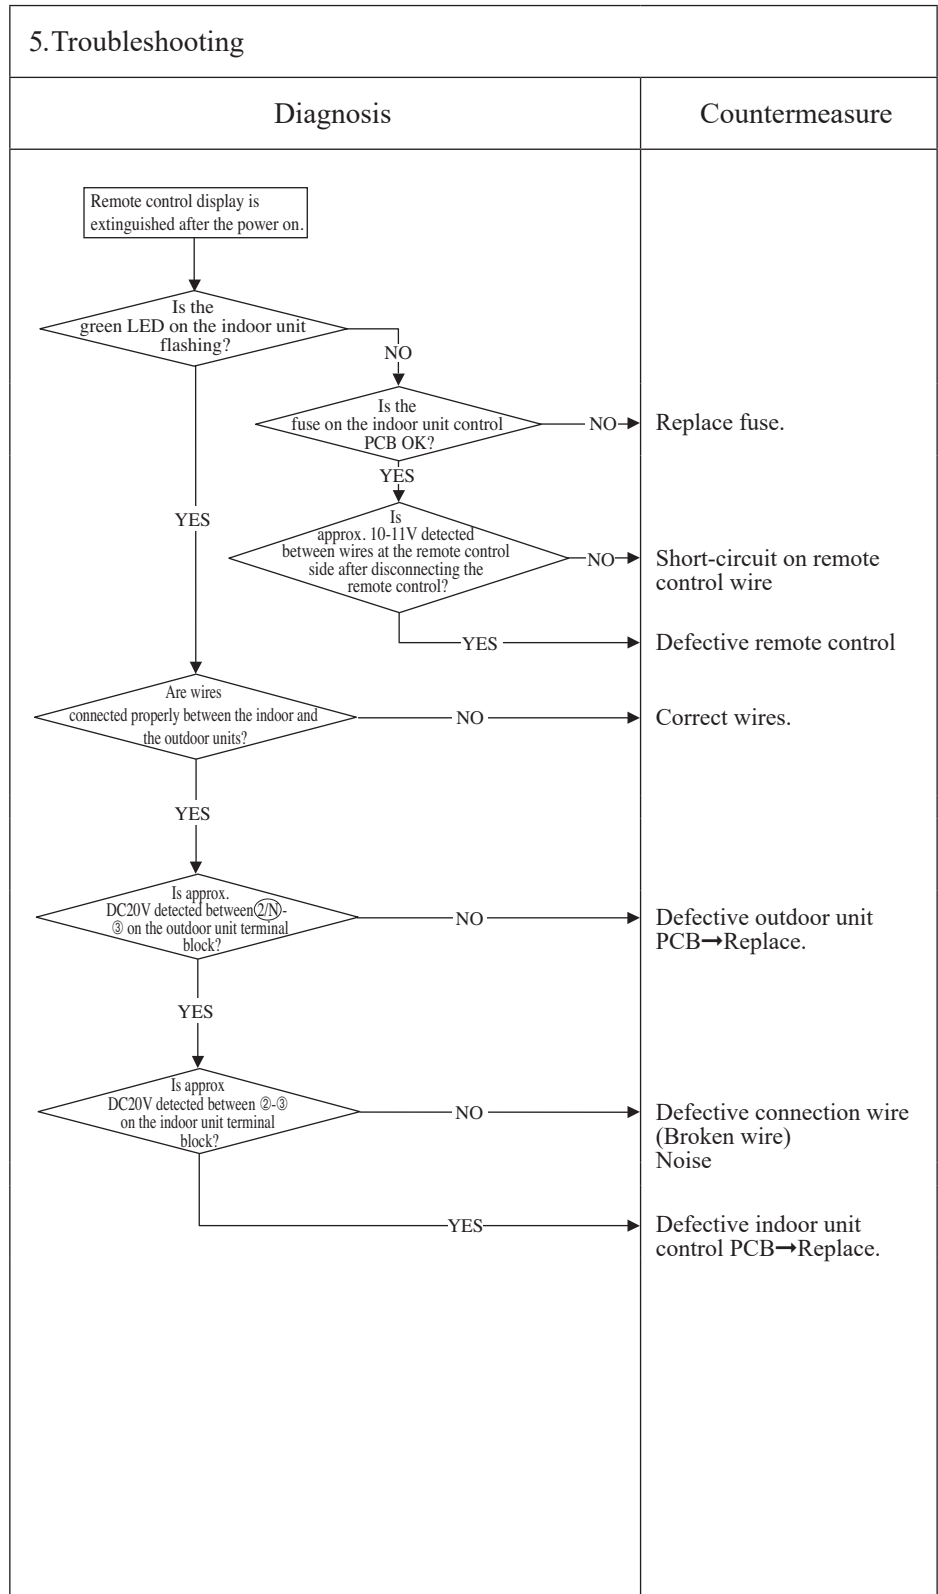 5.Troubleshooting
Diagnosis
Countermeasure
Remote control display is
extinguished after the power on.
Is the
green LED on the indoor unit
flashing?
NO
Is the
fuse on the indoor unit control
PCB OK?
NO
Replace fuse.
YES
YES
Is
approx. 10-11V detected
between wires at the remote control
side after disconnecting the
remote control?
NO
Short-circuit on remote
control wire
YES
Defective remote control
Are wires
connected properly between the indoor and
the outdoor units?
NO
Correct wires.
YES
Is approx.
DC20V detected between 2/N-
③ on the outdoor unit terminal
block?
NO
Defective outdoor unit
PCB→Replace.
YES
Is approx
DC20V detected between ②-③
on the indoor unit terminal
block?
NO
Defective connection wire
(Broken wire)
Noise
YES
Defective indoor unit
control PCB→Replace.